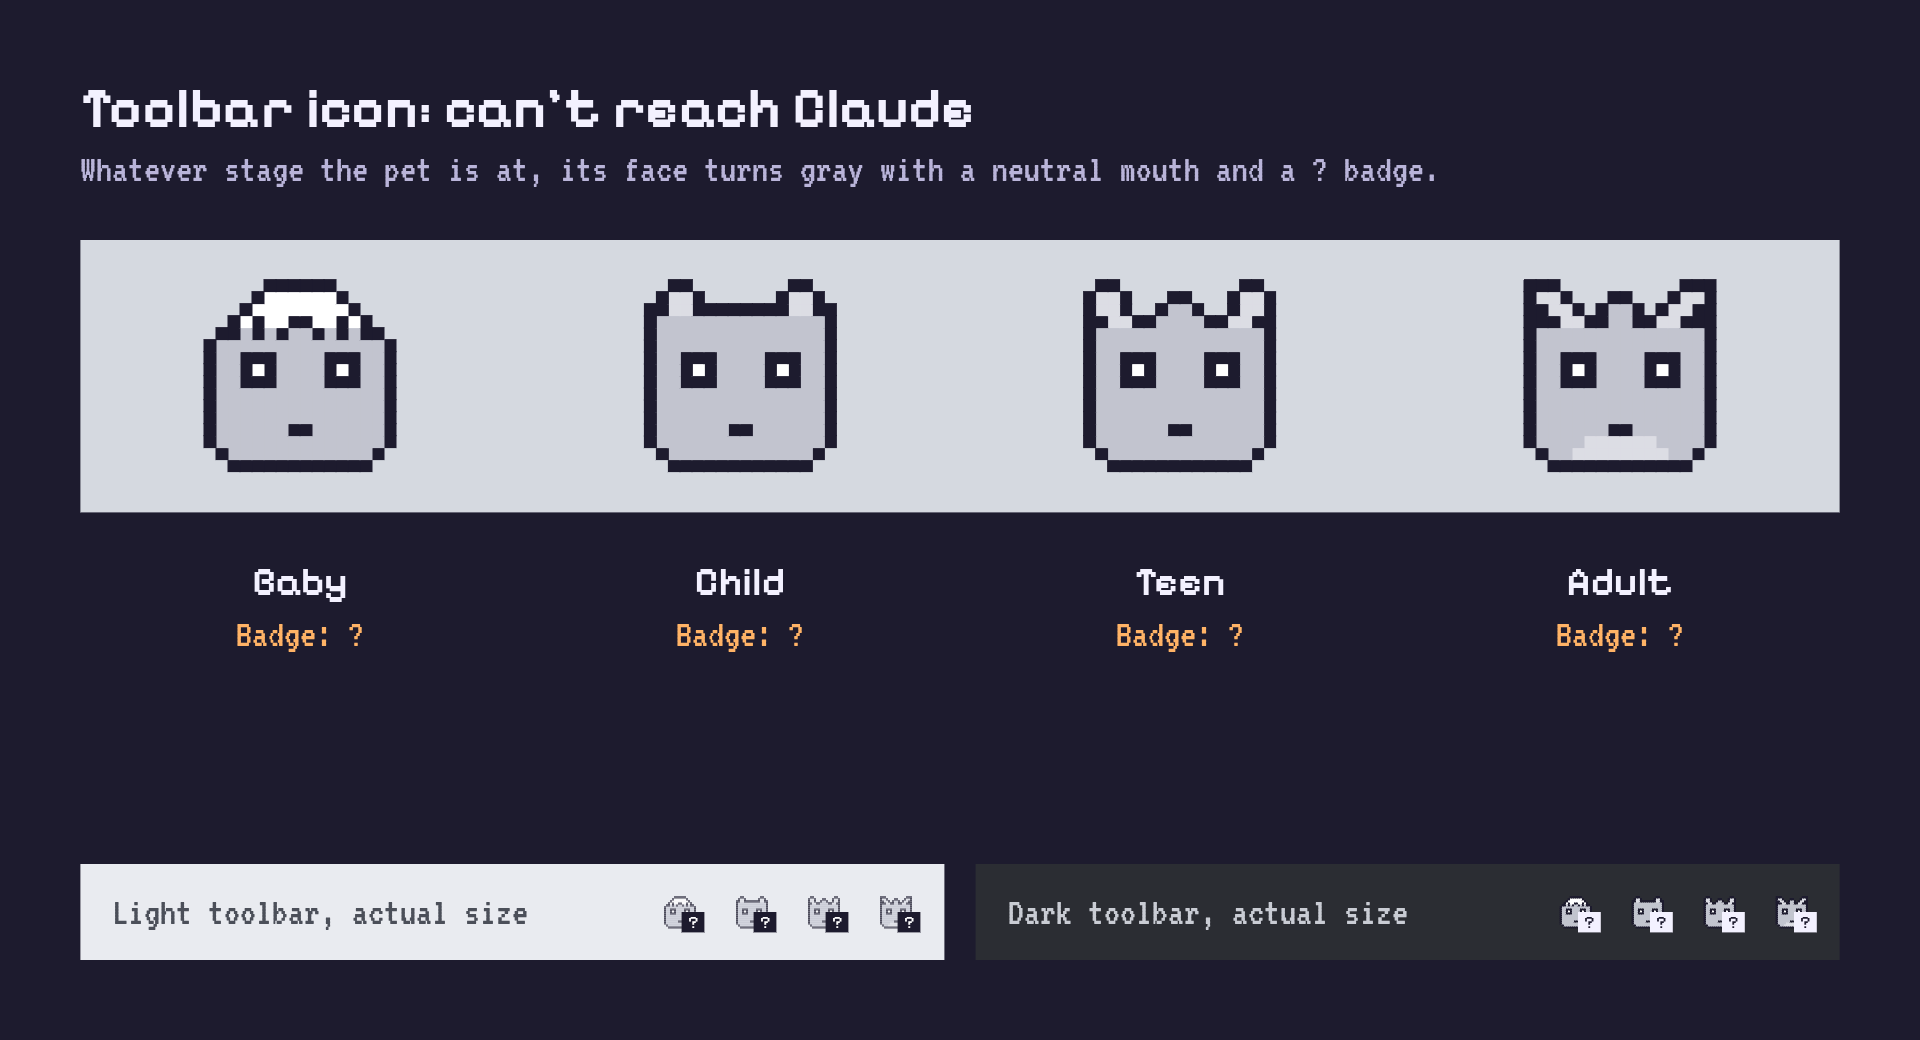 Toolbar icon: can't reach Claude
Whatever stage the pet is at, its face turns gray with a neutral mouth and a ? badge.
Baby
Child
Teen
Adult
Badge: ?
Badge: ?
Badge: ?
Badge: ?
Light toolbar, actual size
? ? ? ?
Dark toolbar, actual size
? ? ? ?